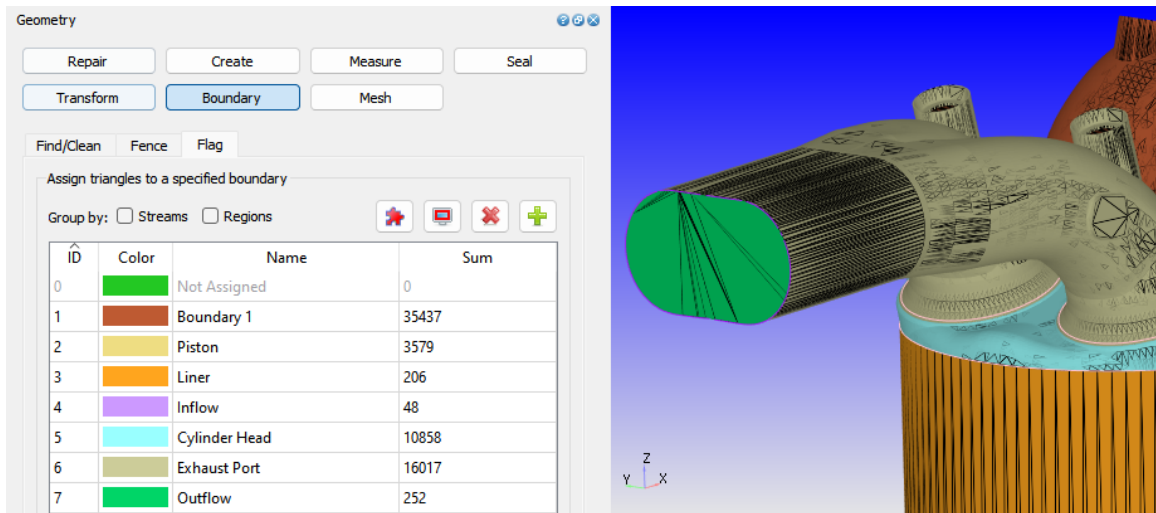 Geometry
Repair Create Measure Seal
Transform Boundary Mesh
Find/Clean Fence Flag
Assign triangles to a specified boundary
Group by: Streams Regions
ID Color Name Sum
0 Not Assigned 0
1 Boundary 1 35437
2 Piston 3579
3 Liner 206
4 Inflow 48
5 Cylinder Head 10858
6 Exhaust Port 16017
7 Outflow 252
Z
Y X